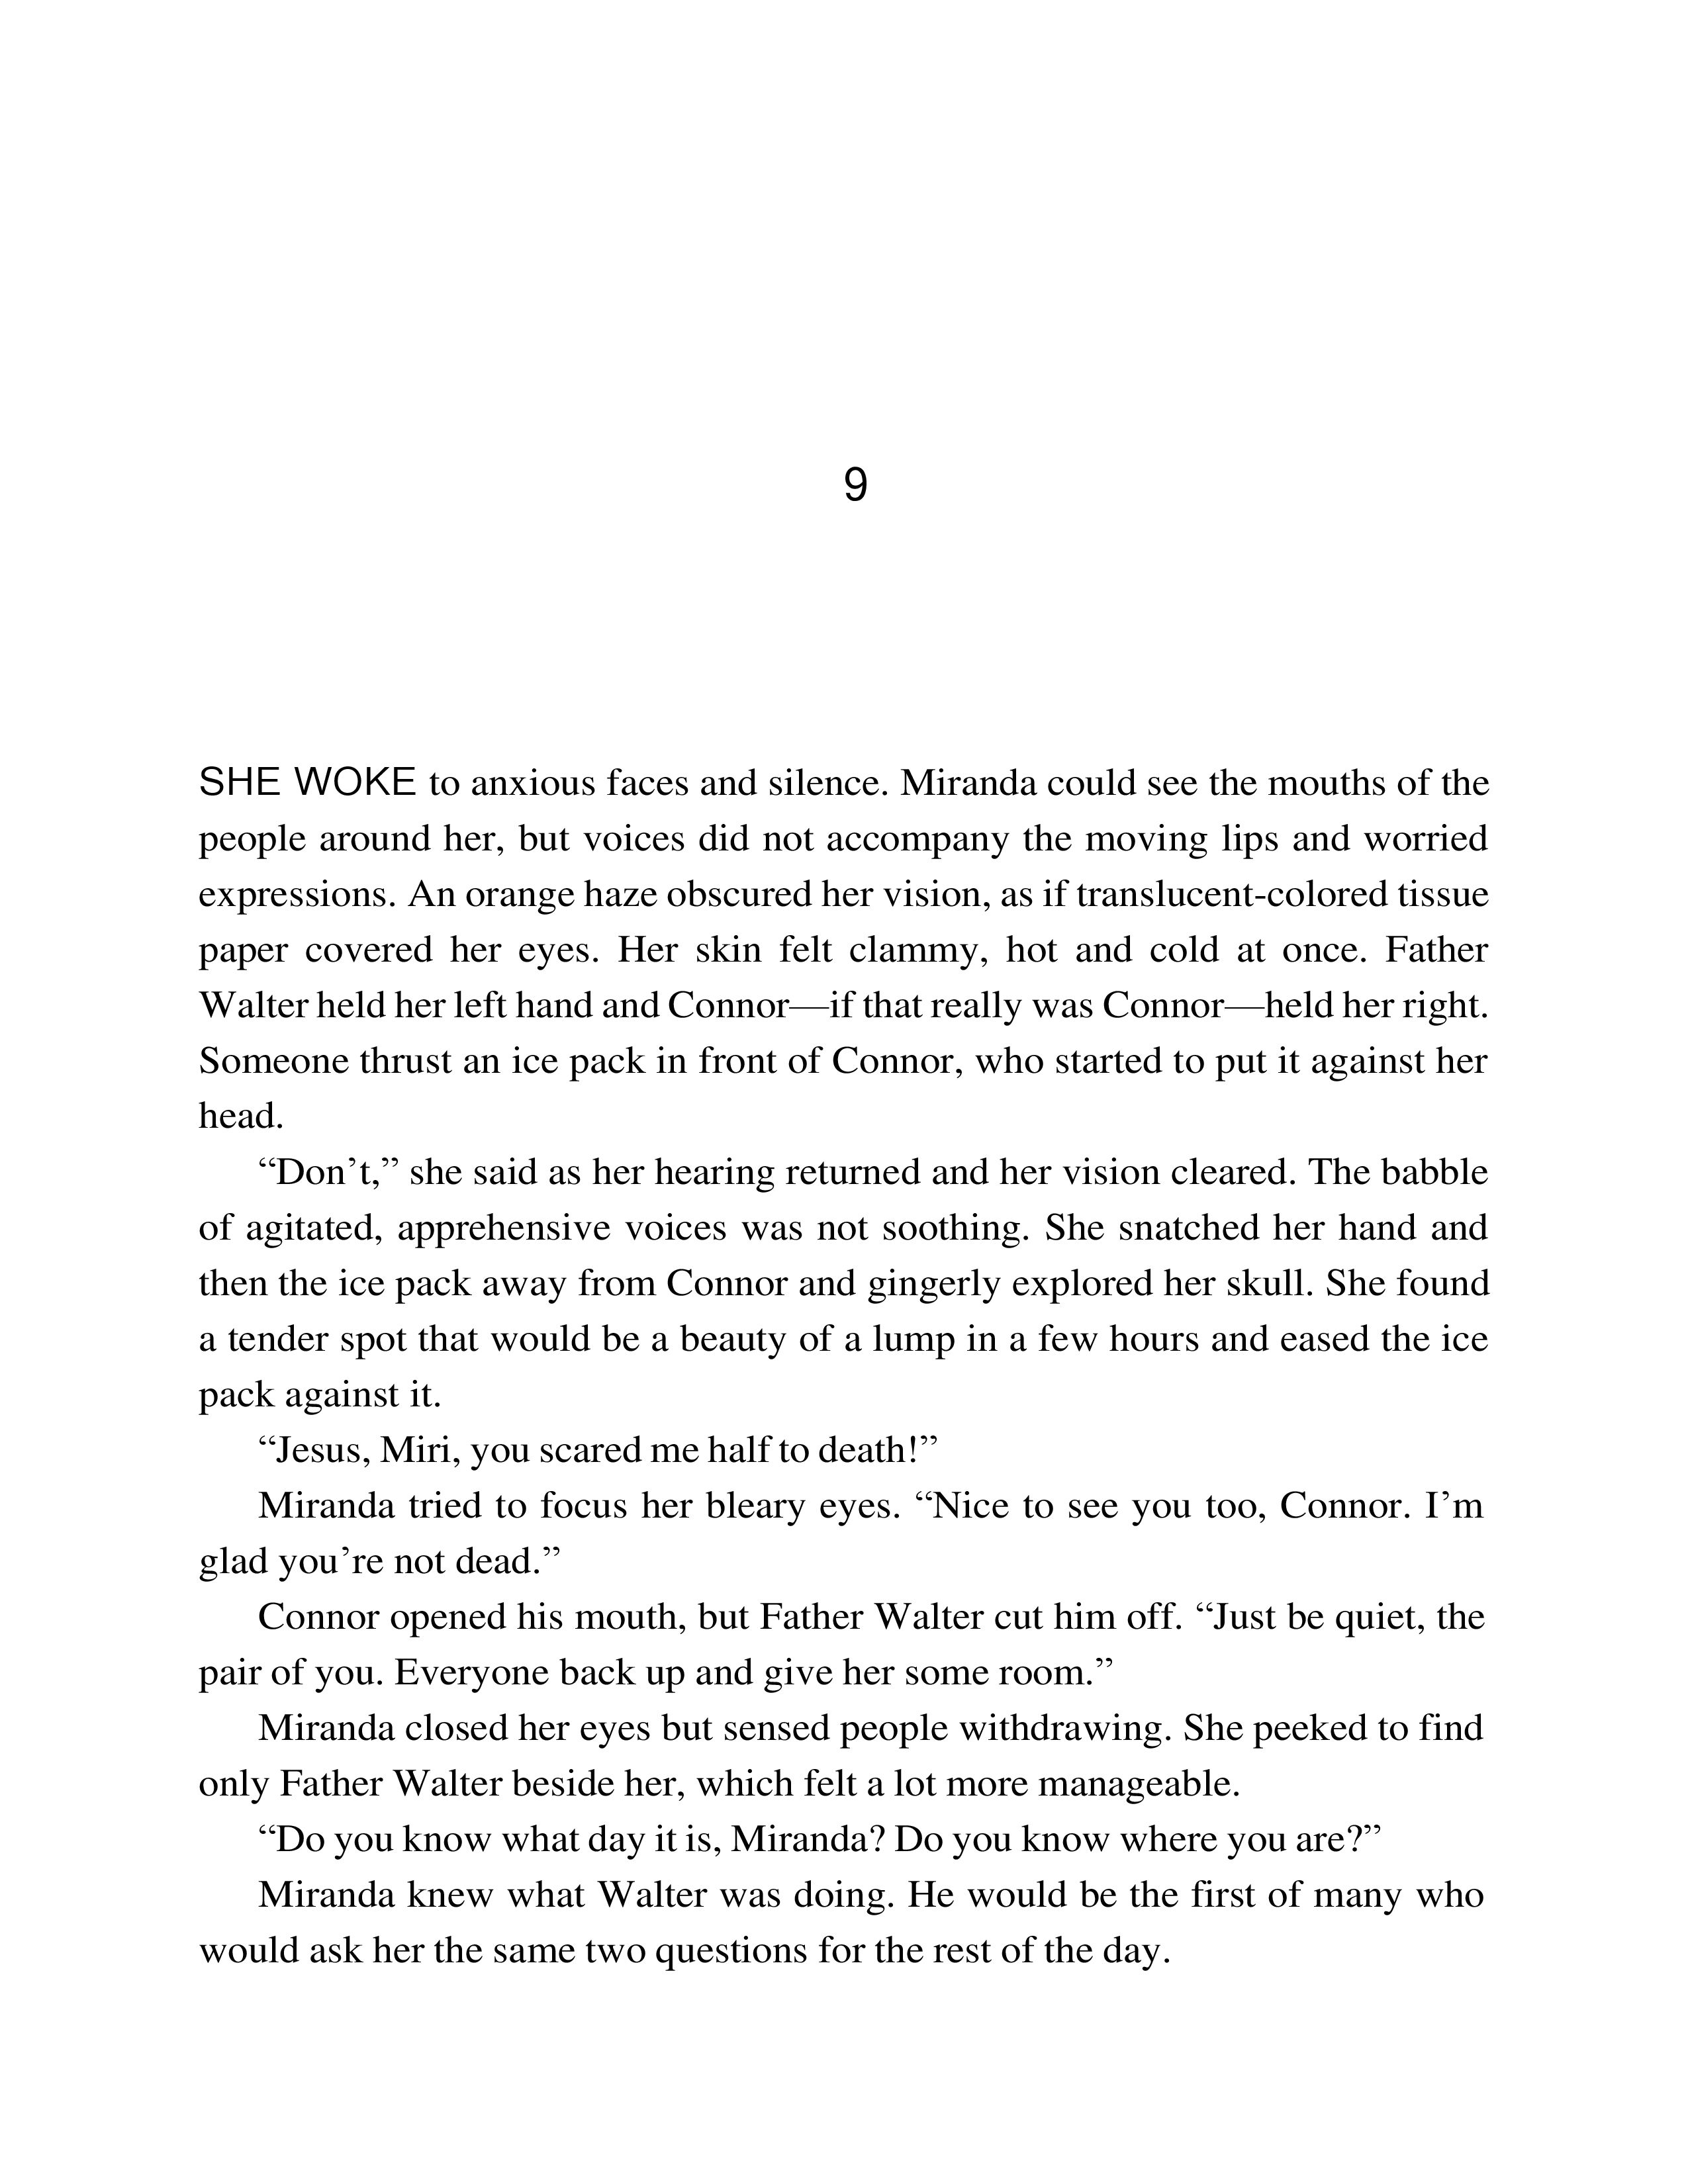 9
SHE WOKE to anxious faces and silence. Miranda could see the mouths of the
people around her, but voices did not accompany the moving lips and worried
expressions. An orange haze obscured her vision, as if translucent-colored tissue
paper covered her eyes. Her skin felt clammy, hot and cold at once. Father
Walter held her left hand and Connor—if that really was Connor—held her right.
Someone thrust an ice pack in front of Connor, who started to put it against her
head.
“Don’t,” she said as her hearing returned and her vision cleared. The babble
of agitated, apprehensive voices was not soothing. She snatched her hand and
then the ice pack away from Connor and gingerly explored her skull. She found
a tender spot that would be a beauty of a lump in a few hours and eased the ice
pack against it.
“Jesus, Miri, you scared me half to death!”
Miranda tried to focus her bleary eyes. “Nice to see you too, Connor. I’m
glad you’re not dead.”
Connor opened his mouth, but Father Walter cut him off. “Just be quiet, the
pair of you. Everyone back up and give her some room.”
Miranda closed her eyes but sensed people withdrawing. She peeked to find
only Father Walter beside her, which felt a lot more manageable.
“Do you know what day it is, Miranda? Do you know where you are?”
Miranda knew what Walter was doing. He would be the first of many who
would ask her the same two questions for the rest of the day.